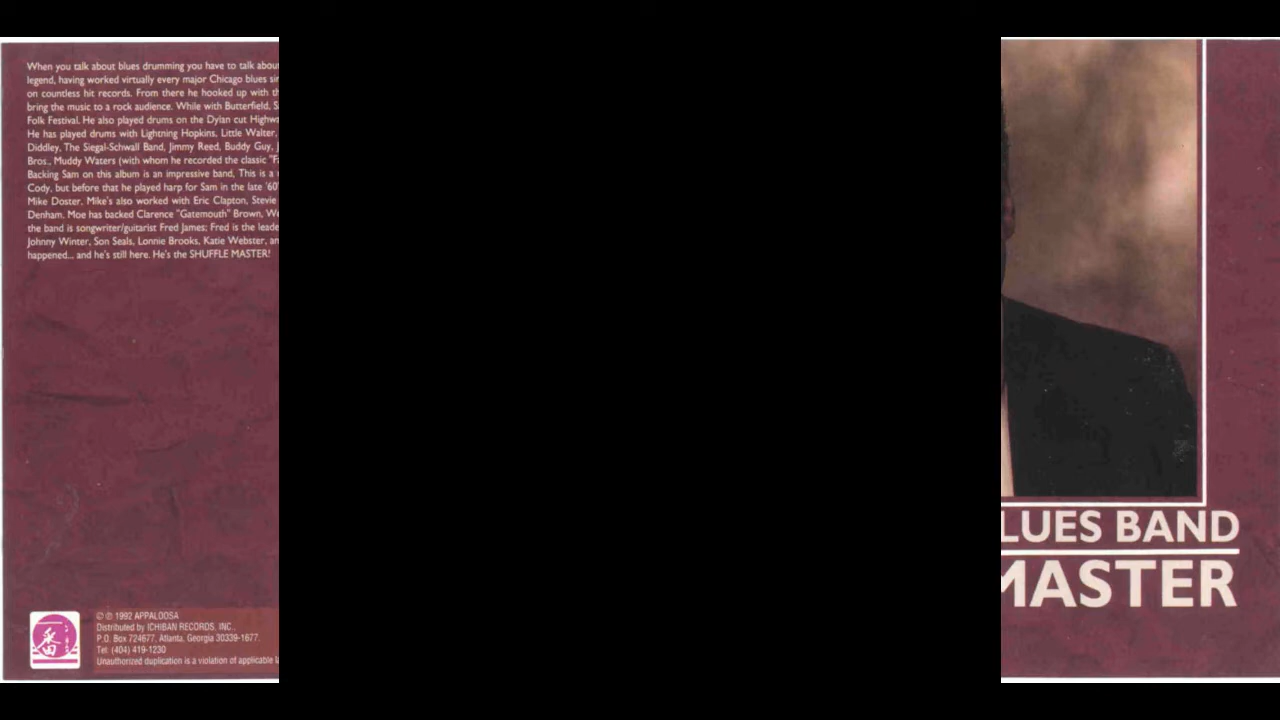 When you talk about blues drumming you have to talk abou
legend, having worked virtually every major Chicago blues si
on countless hit records. From there he hooked up with th
bring the music to a rock audience. While with Butterfield, S
Folk Festival. He also played drums on the Dylan cut Highw
He has played drums with Lightning Hopkins, Little Walter,
Diddley, The Siegal-Schwall Band, Jimmy Reed, Buddy Guy, J
Bros., Muddy Waters (with whom he recorded the classic "F
Backing Sam on this album is an impressive band, This is a
Cody, but before that he played harp for Sam in the late '60'
Mike Doster, Mike's also worked with Eric Clapton, Stevie
Denham. Moe has backed Clarence "Gatemouth" Brown, We
the band is songwriter/guitarist Fred James; Fred is the leade
Johnny Winter, Son Seals, Lonnie Brooks, Katie Webster, an
happened... and he's still here. He's the SHUFFLE MASTER!
LUES BAND
MASTER
一番
© ℗ 1992 APPALOOSA
Distributed by ICHIBAN RECORDS, INC.,
P.O. Box 724677, Atlanta, Georgia 30339-1677.
Tel: (404) 419-1230
Unauthorized duplication is a violation of applicable la